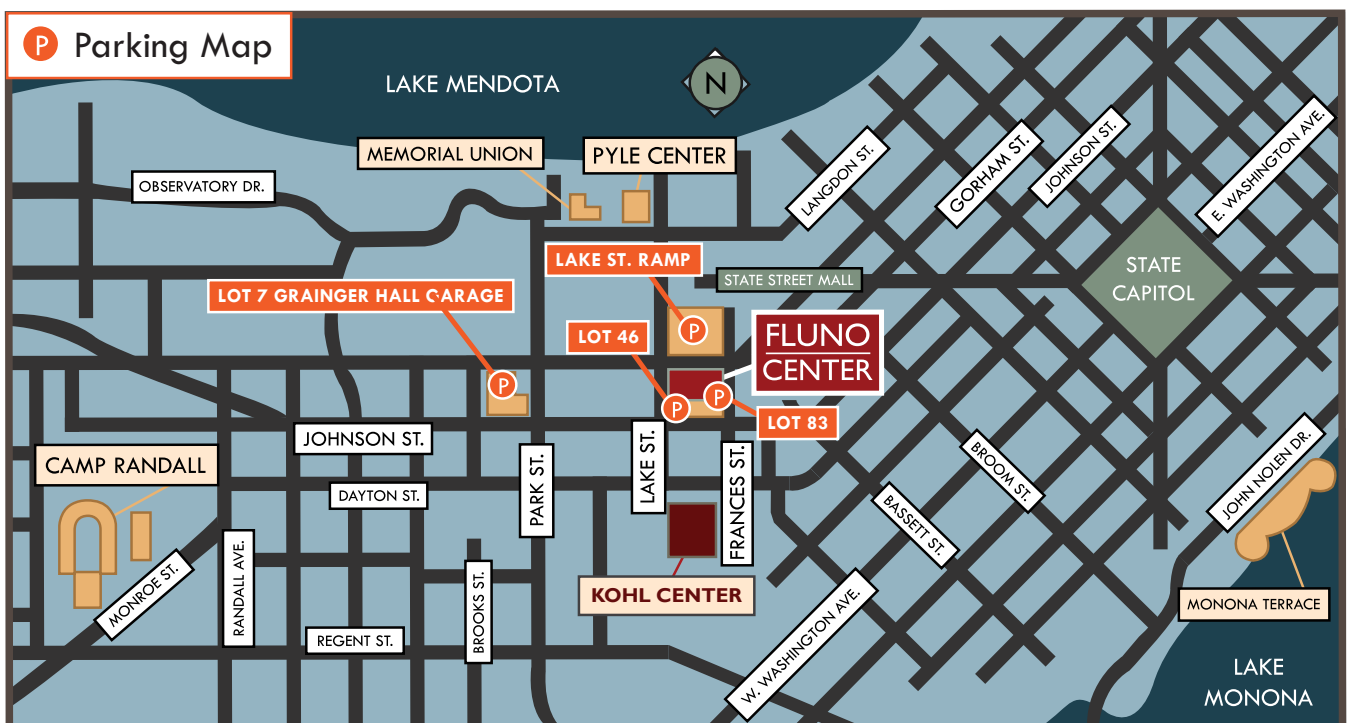 P Parking Map
LAKE MENDOTA
N
MEMORIAL UNION
PYLE CENTER
OBSERVATORY DR.
LANGDON ST.
GORHAM ST.
JOHNSON ST.
E. WASHINGTON AVE.
LAKE ST. RAMP
STATE STREET MALL
STATE
CAPITOL
LOT 7 GRAINGER HALL GARAGE
P
LOT 46
FLUNO
CENTER
P
P
P
LOT 83
JOHNSON ST.
CAMP RANDALL
DAYTON ST.
PARK ST.
LAKE ST.
FRANCES ST.
BROOM ST.
BASSETT ST.
JOHN NOLEN DR.
MONROE ST.
RANDALL AVE.
BROOKS ST.
KOHL CENTER
MONONA TERRACE
REGENT ST.
W. WASHINGTON AVE.
LAKE
MONONA